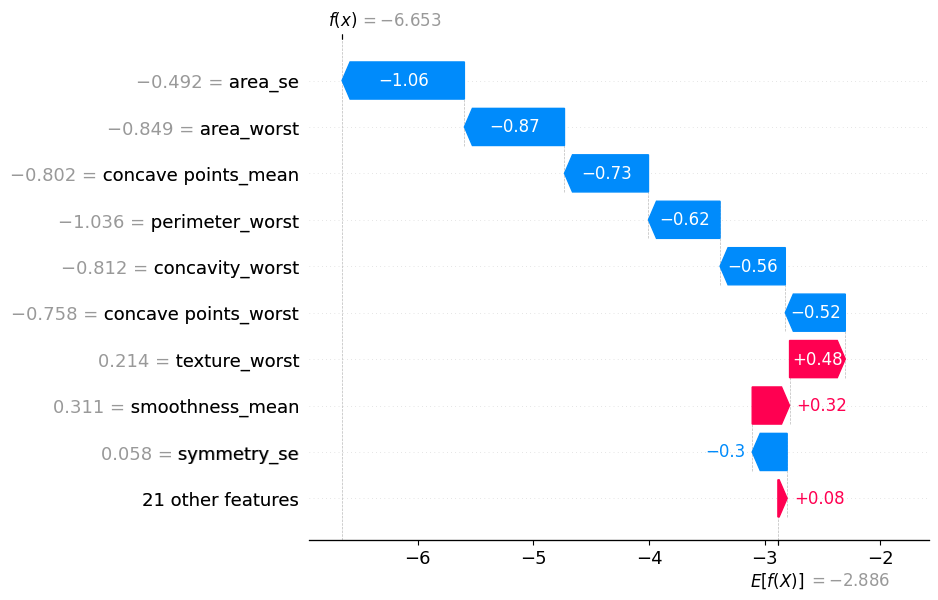 f(x) = −6.653
−0.492 = area_se
−1.06
−0.849 = area_worst
−0.87
−0.802 = concave points_mean
−0.73
−1.036 = perimeter_worst
−0.62
−0.812 = concavity_worst
−0.56
−0.758 = concave points_worst
−0.52
0.214 = texture_worst
+0.48
0.311 = smoothness_mean
+0.32
0.058 = symmetry_se
−0.3
21 other features
+0.08
−6 −5 −4 −3 −2
E[f(X)] = −2.886